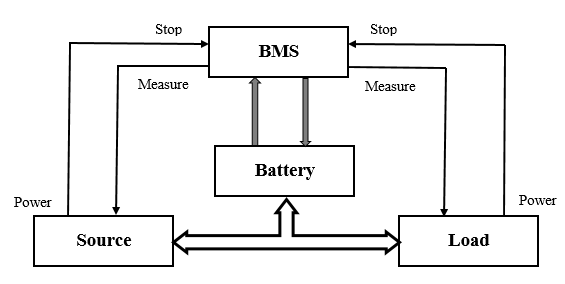 Stop
BMS
Stop
Measure
Measure
Battery
Power
Power
Source
Load